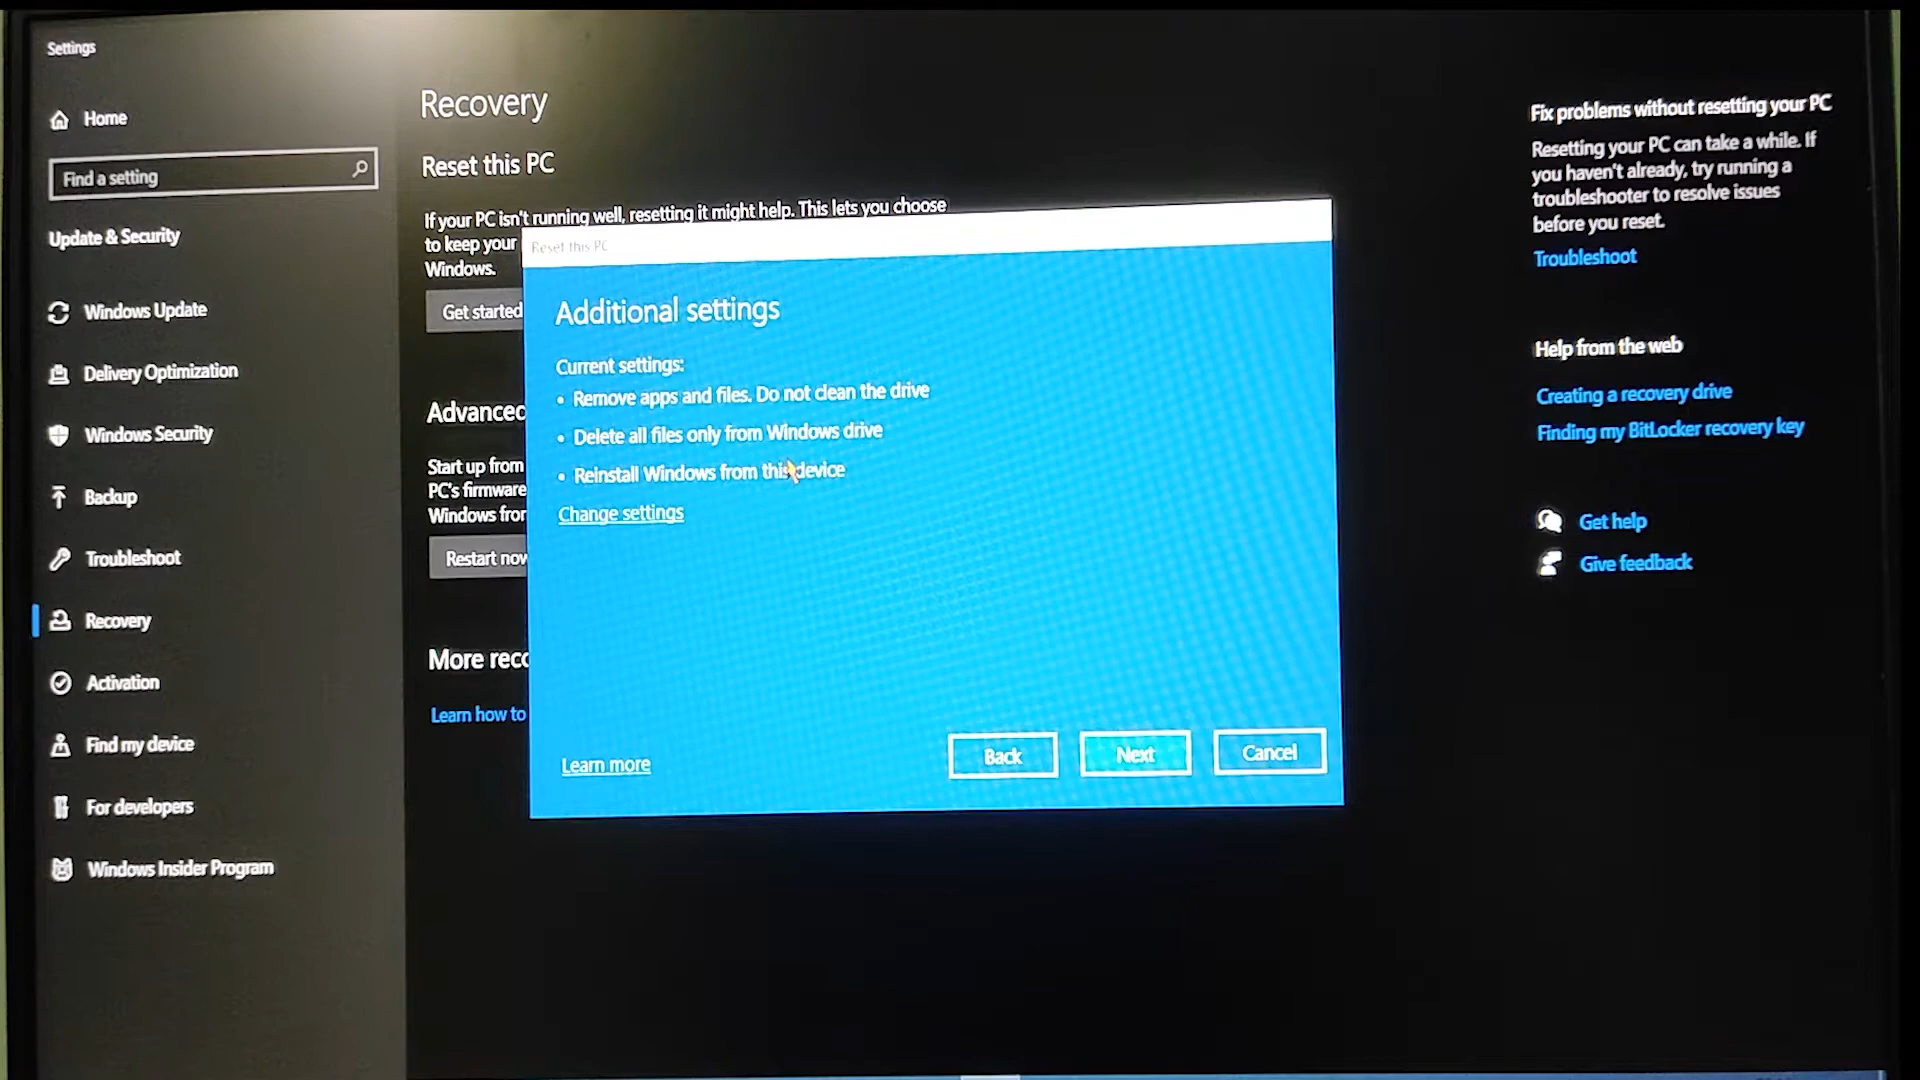 Settings
Home
Find a setting
Update & Security
Windows Update
Delivery Optimization
Windows Security
Backup
Troubleshoot
Recovery
Activation
Find my device
For developers
Windows Insider Program
Recovery
Reset this PC
If your PC isn't running well, resetting it might help. This lets you choose
to keep your
Windows.
Get started
Advanced
Start up from
PC's firmware
Windows from
Restart now
More reco
Learn how to
Reset this PC
Additional settings
Current settings:
• Remove apps and files. Do not clean the drive
• Delete all files only from Windows drive
• Reinstall Windows from this device
Change settings
Learn more
Back
Next
Cancel
Fix problems without resetting your PC
Resetting your PC can take a while. If
you haven't already, try running a
troubleshooter to resolve issues
before you reset.
Troubleshoot
Help from the web
Creating a recovery drive
Finding my BitLocker recovery key
Get help
Give feedback